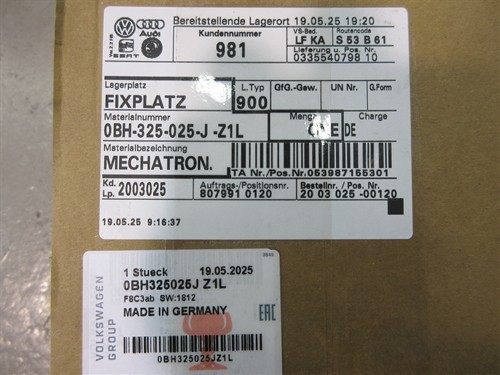 Bereitstellende Lagerort 19.05.25 19:20
Kundennummer
981
VS-Bed.
Routencode
LF KA
S 53 B 61
Lieferung u. Pos.Nr
0335540798 10
Audi
SEAT
Lagerplatz
FIXPLATZ
L.Typ
900
GfG.-Gew.
UN Nr.
G.Form
Materialnummer
0BH-325-025-J -Z1L
Menge
DE
Charge
Materialbezeichnung
MECHATRON.
TA Nr./Pos.Nr.053987155301
Kd.
Lp. 2003025
Auftrags-/Positionsnr.
8079910120
Bestellnr. /Pos.Nr
20 03 025 -00120
19.05.25 9:16:37
VOLKSWAGEN
GROUP
1 Stueck 19.05.2025
0BH325025J Z1L
F8C3ab SW:1812
MADE IN GERMANY
EAC
0BH325025JZ1L